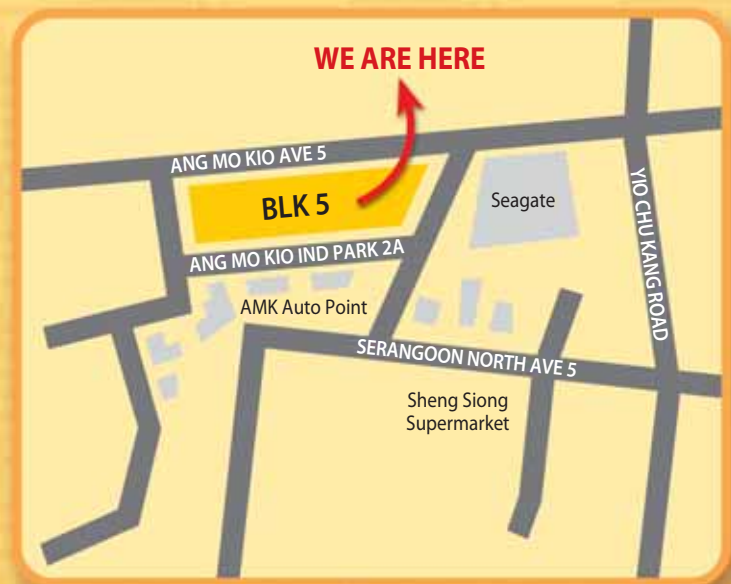 WE ARE HERE
ANG MO KIO AVE 5
BLK 5
Seagate
YIO CHU KANG ROAD
ANG MO KIO IND PARK 2A
AMK Auto Point
SERANGOON NORTH AVE 5
Sheng Siong
Supermarket